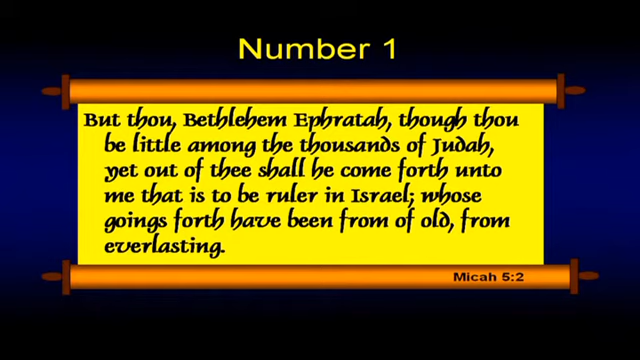 Number 1
But thou, Bethlehem Ephratah, though thou
be little among the thousands of Judah,
yet out of thee shall he come forth unto
me that is to be ruler in Israel; whose
goings forth have been from of old, from
everlasting.
Micah 5:2